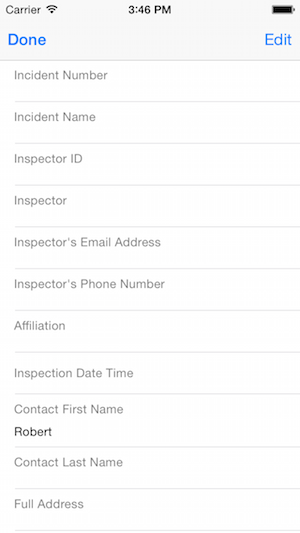 Carrier 3:46 PM
Done Edit
Incident Number
Incident Name
Inspector ID
Inspector
Inspector's Email Address
Inspector's Phone Number
Affiliation
Inspection Date Time
Contact First Name
Robert
Contact Last Name
Full Address